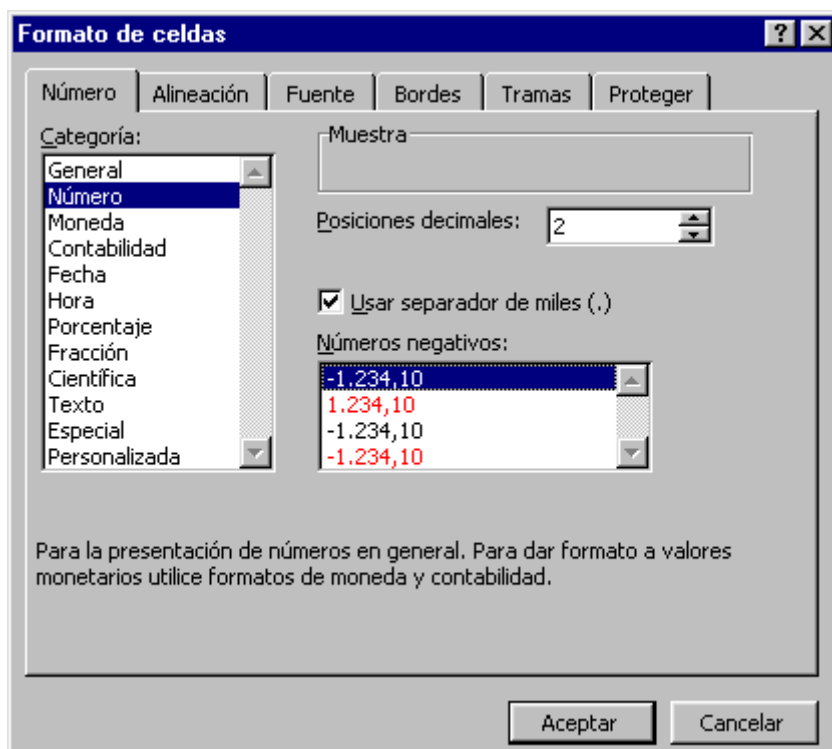 Formato de celdas
Número Alineación Fuente Bordes Tramas Proteger
Categoría:
General
Número
Moneda
Contabilidad
Fecha
Hora
Porcentaje
Fracción
Científica
Texto
Especial
Personalizada
Muestra
Posiciones decimales: 2
Usar separador de miles (.)
Números negativos:
-1.234,10
1.234,10
-1.234,10
-1.234,10
Para la presentación de números en general. Para dar formato a valores
monetarios utilice formatos de moneda y contabilidad.
Aceptar Cancelar